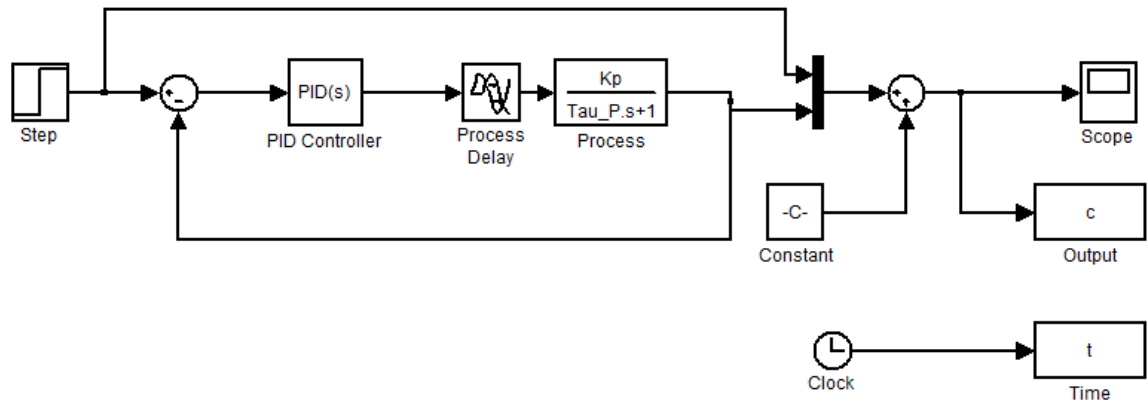 Step
PID(s)
PID Controller
Process
Delay
Kp
Tau_P.s+1
Process
Scope
-C-
Constant
c
Output
Clock
t
Time